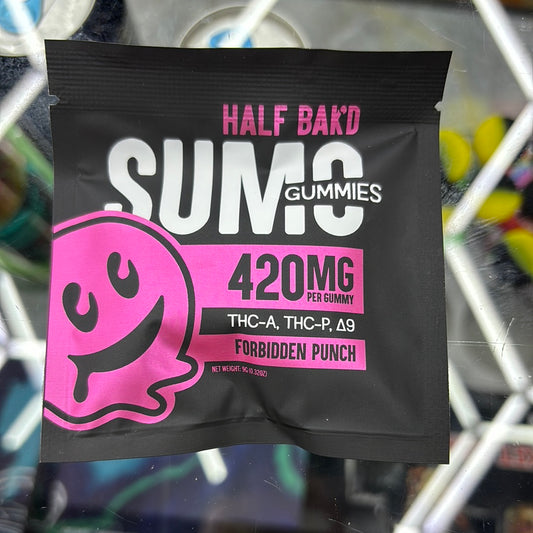 HALF BAK'D
SUMO
GUMMIES
420MG
PER GUMMY
THC-A, THC-P, Δ9
FORBIDDEN PUNCH
NET WEIGHT: 9G (0.32OZ)